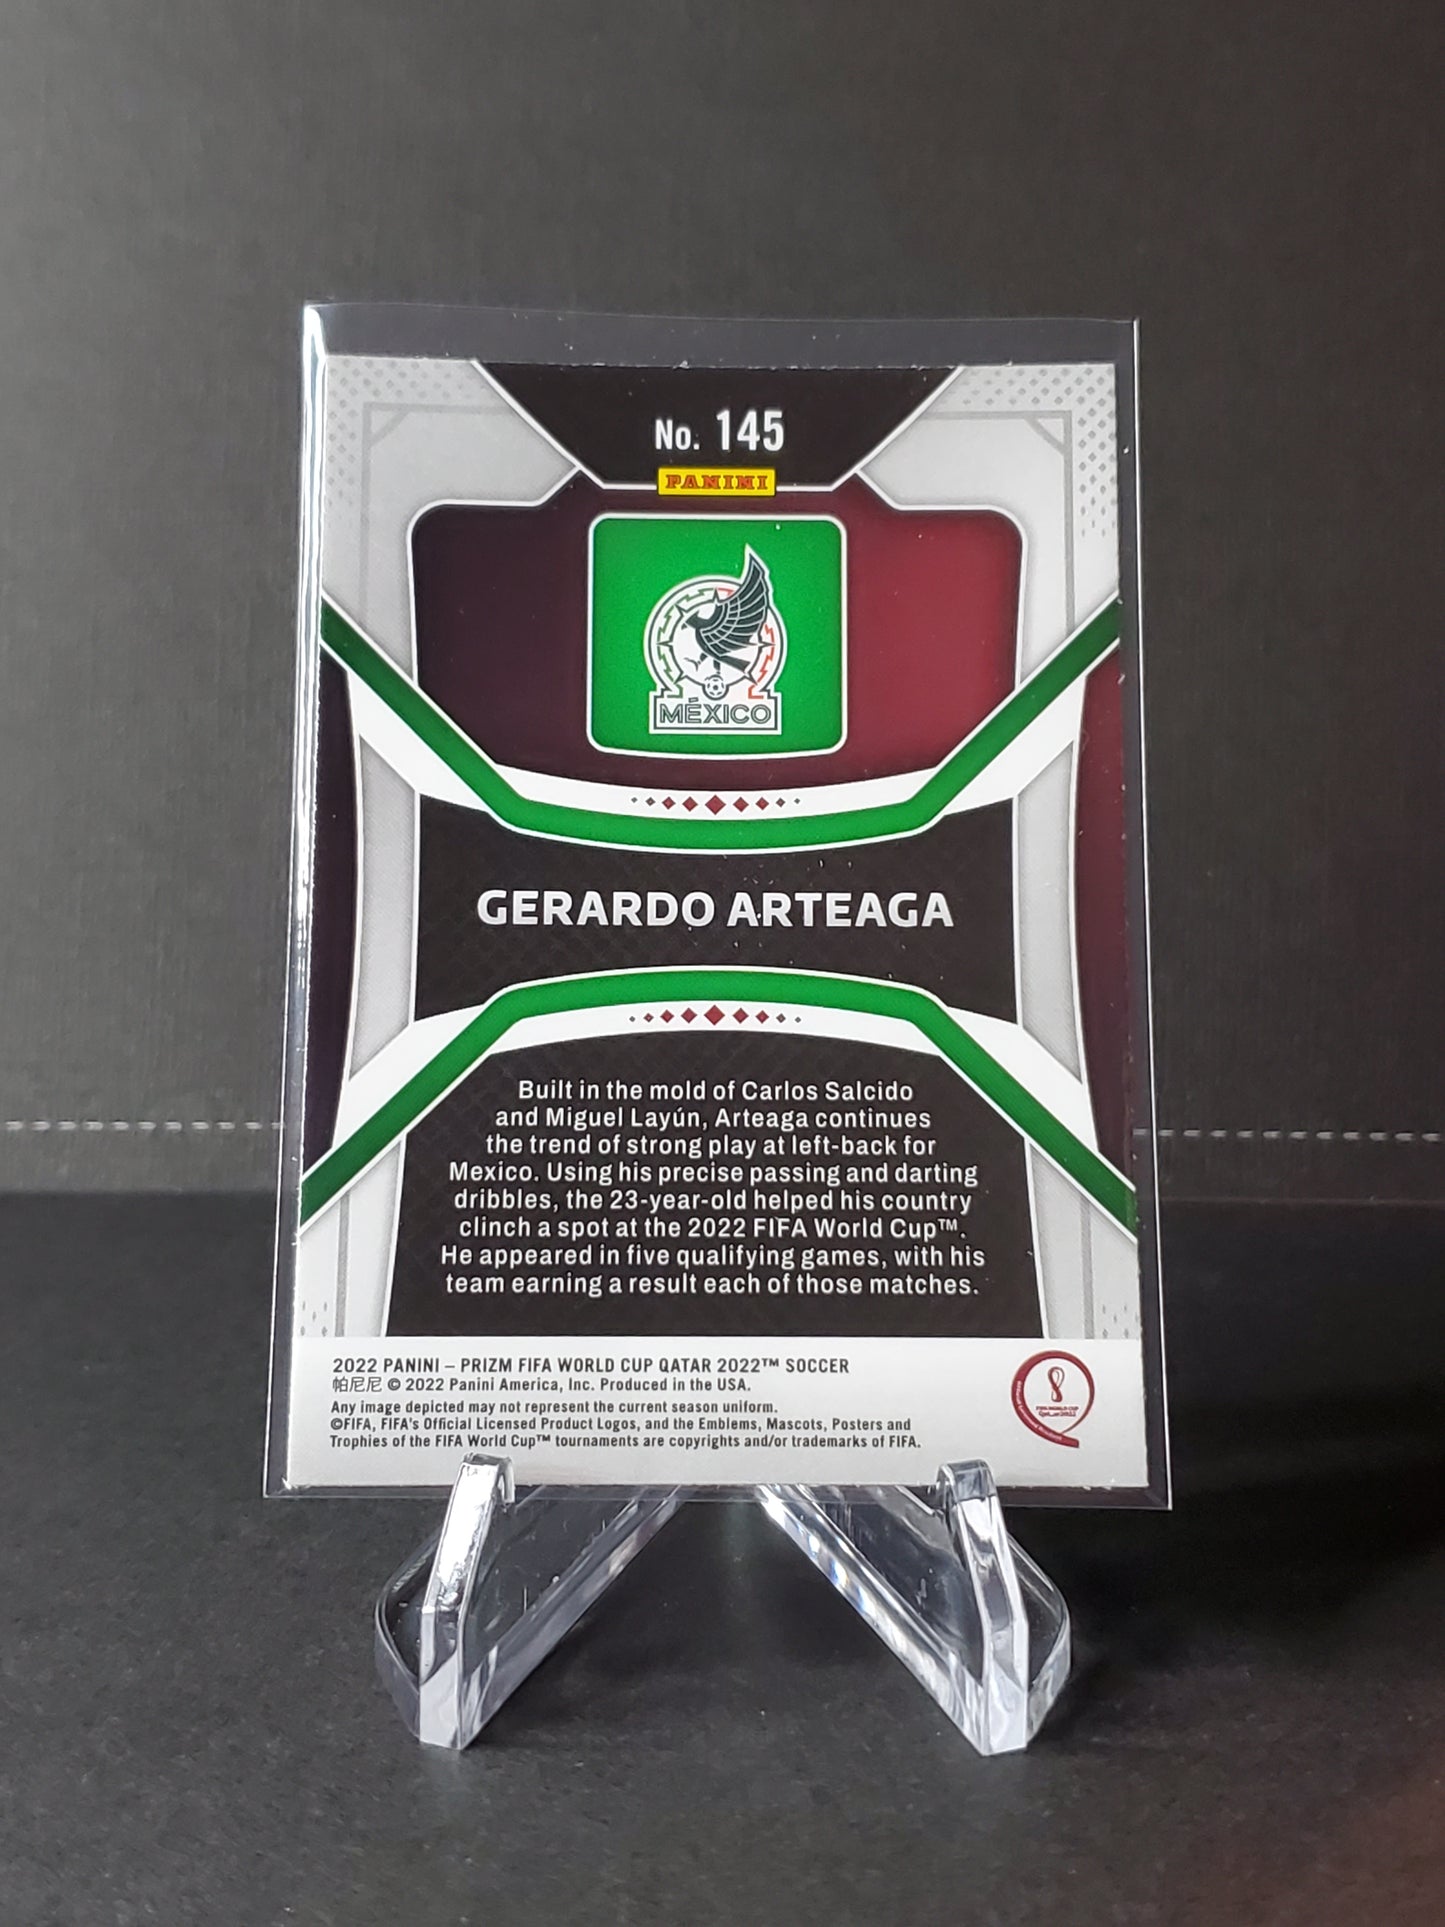 No. 145
PANINI
MÉXICO
GERARDO ARTEAGA
Built in the mold of Carlos Salcido
and Miguel Layún, Arteaga continues
the trend of strong play at left-back for
Mexico. Using his precise passing and darting
dribbles, the 23-year-old helped his country
clinch a spot at the 2022 FIFA World Cup™.
He appeared in five qualifying games, with his
team earning a result each of those matches.
2022 PANINI – PRIZM FIFA WORLD CUP QATAR 2022™ SOCCER
帕尼尼 © 2022 Panini America, Inc. Produced in the USA.
Any image depicted may not represent the current season uniform.
©FIFA, FIFA's Official Licensed Product Logos, and the Emblems, Mascots, Posters and
Trophies of the FIFA World Cup™ tournaments are copyrights and/or trademarks of FIFA.
FIFA WORLD CUP
Qatar2022